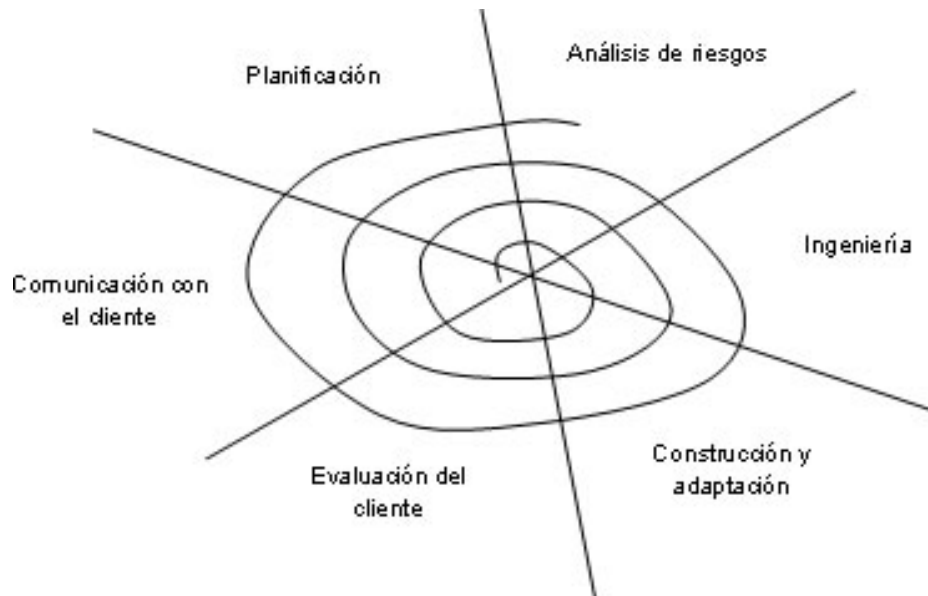 Análisis de riesgos
Planificación
Ingeniería
Comunicación con
el cliente
Construcción y
adaptación
Evaluación del
cliente